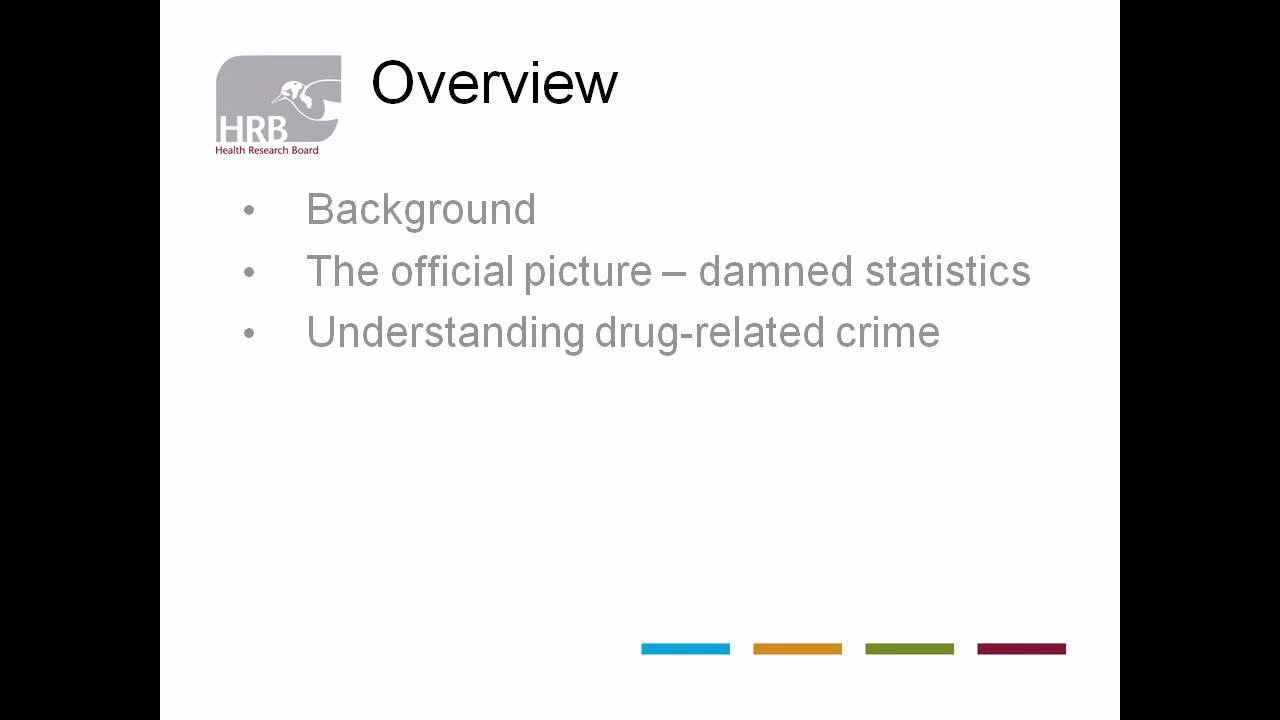 Overview
HRB
Health Research Board
• Background
• The official picture – damned statistics
• Understanding drug-related crime